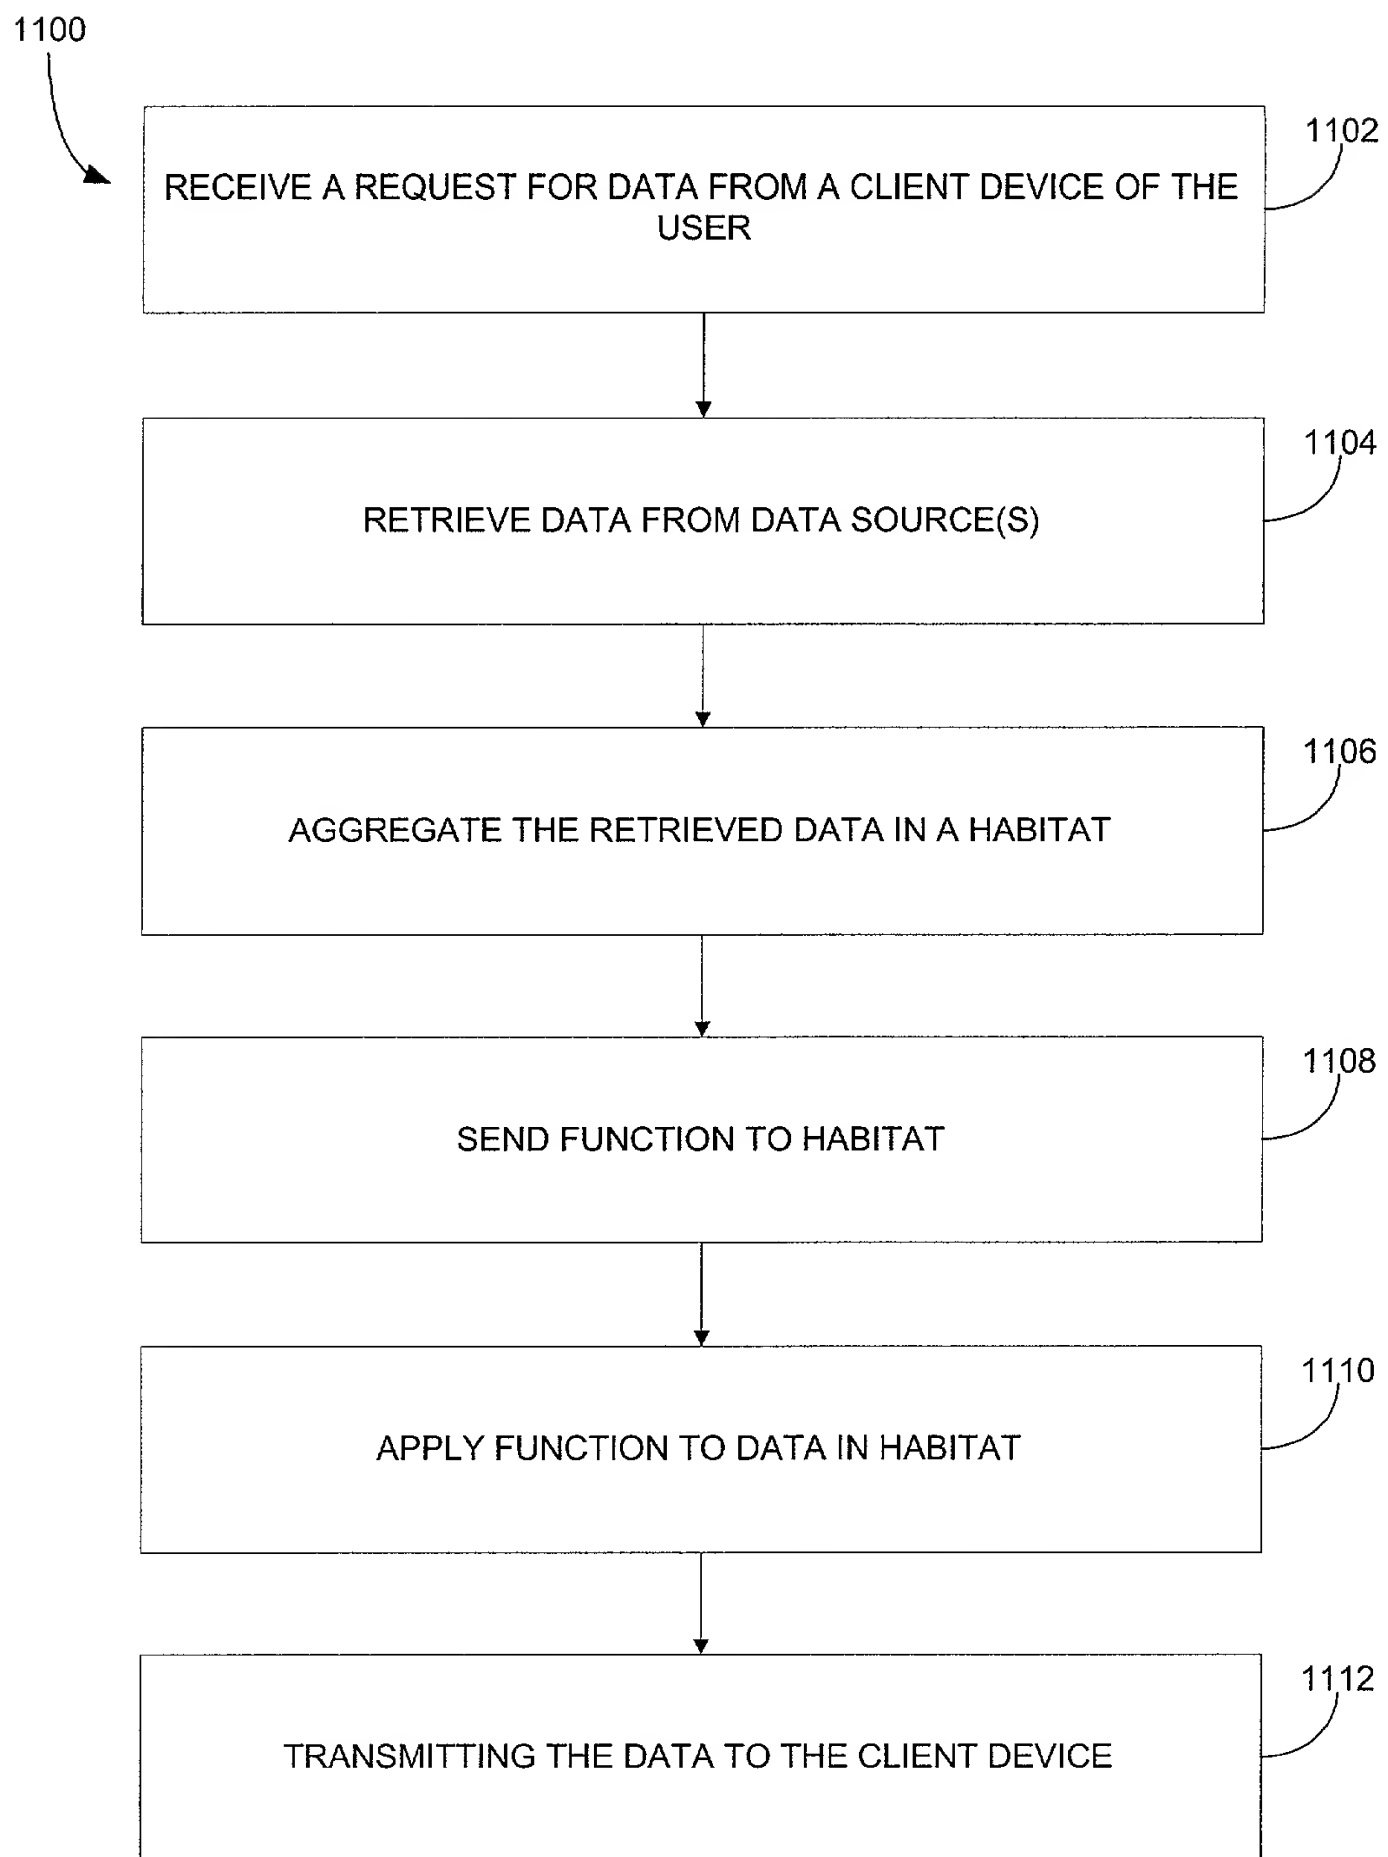 1100
1102
RECEIVE A REQUEST FOR DATA FROM A CLIENT DEVICE OF THE
USER
1104
RETRIEVE DATA FROM DATA SOURCE(S)
1106
AGGREGATE THE RETRIEVED DATA IN A HABITAT
1108
SEND FUNCTION TO HABITAT
1110
APPLY FUNCTION TO DATA IN HABITAT
1112
TRANSMITTING THE DATA TO THE CLIENT DEVICE